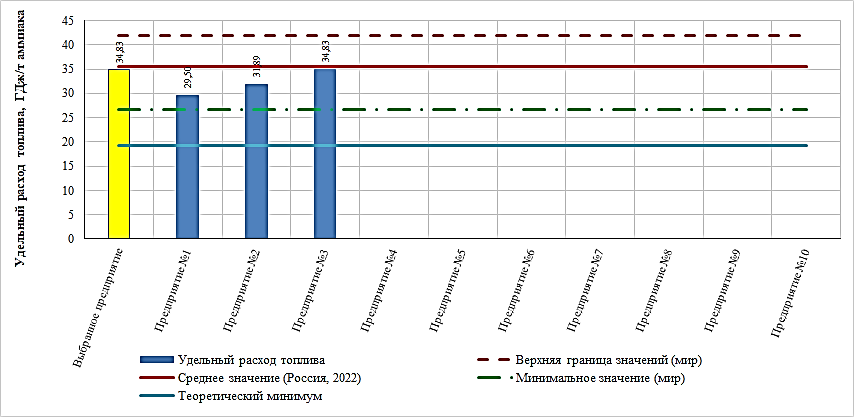 Удельный расход топлива, ГДж/т аммиака
45
40
35
30
25
20
15
10
5
0
34,83
29,50
31,89
34,83
Выбранное предприятие
Предприятие №1
Предприятие №2
Предприятие №3
Предприятие №4
Предприятие №5
Предприятие №6
Предприятие №7
Предприятие №8
Предприятие №9
Предприятие №10
Удельный расход топлива
Верхняя граница значений (мир)
Среднее значение (Россия, 2022)
Минимальное значение (мир)
Теоретический минимум